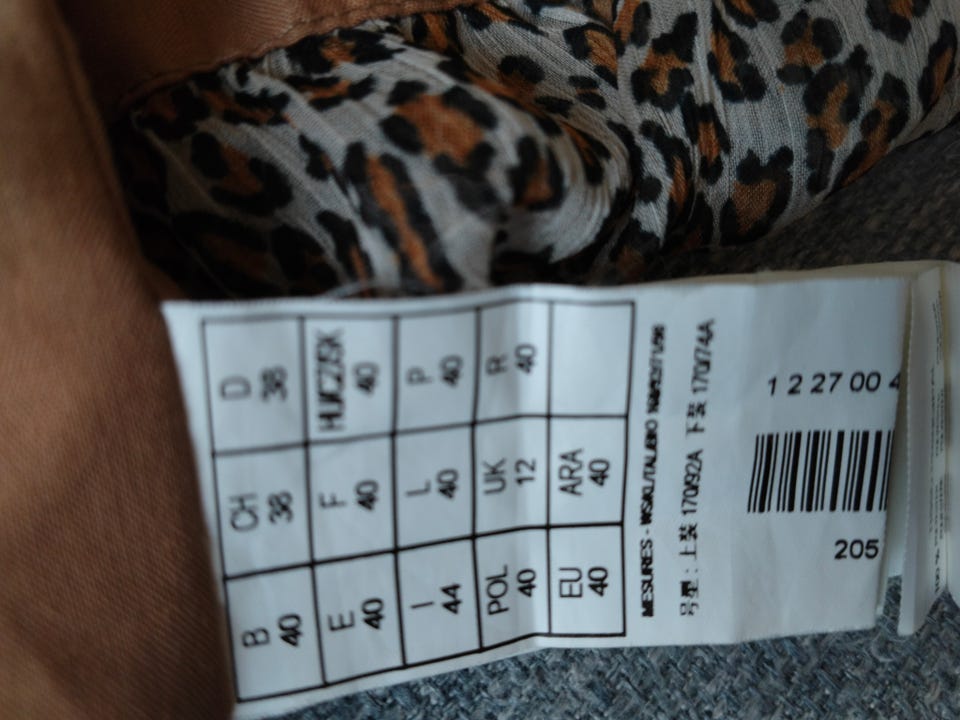 B 40 CH 38 D 38
E 40 F 40 HU/CZ/SK 40
I 44 L 40 P 40
POL 40 UK 12 R 40
EU 40 ARA 40
MESURES -
号型: 上装 170/92A 下装 170/74A
1 2 27 00 4
205